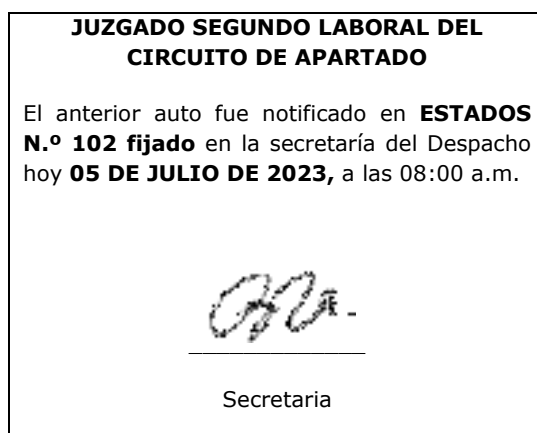 JUZGADO SEGUNDO LABORAL DEL
CIRCUITO DE APARTADO
El anterior auto fue notificado en ESTADOS
N.º 102 fijado en la secretaría del Despacho
hoy 05 DE JULIO DE 2023, a las 08:00 a.m.
Secretaria